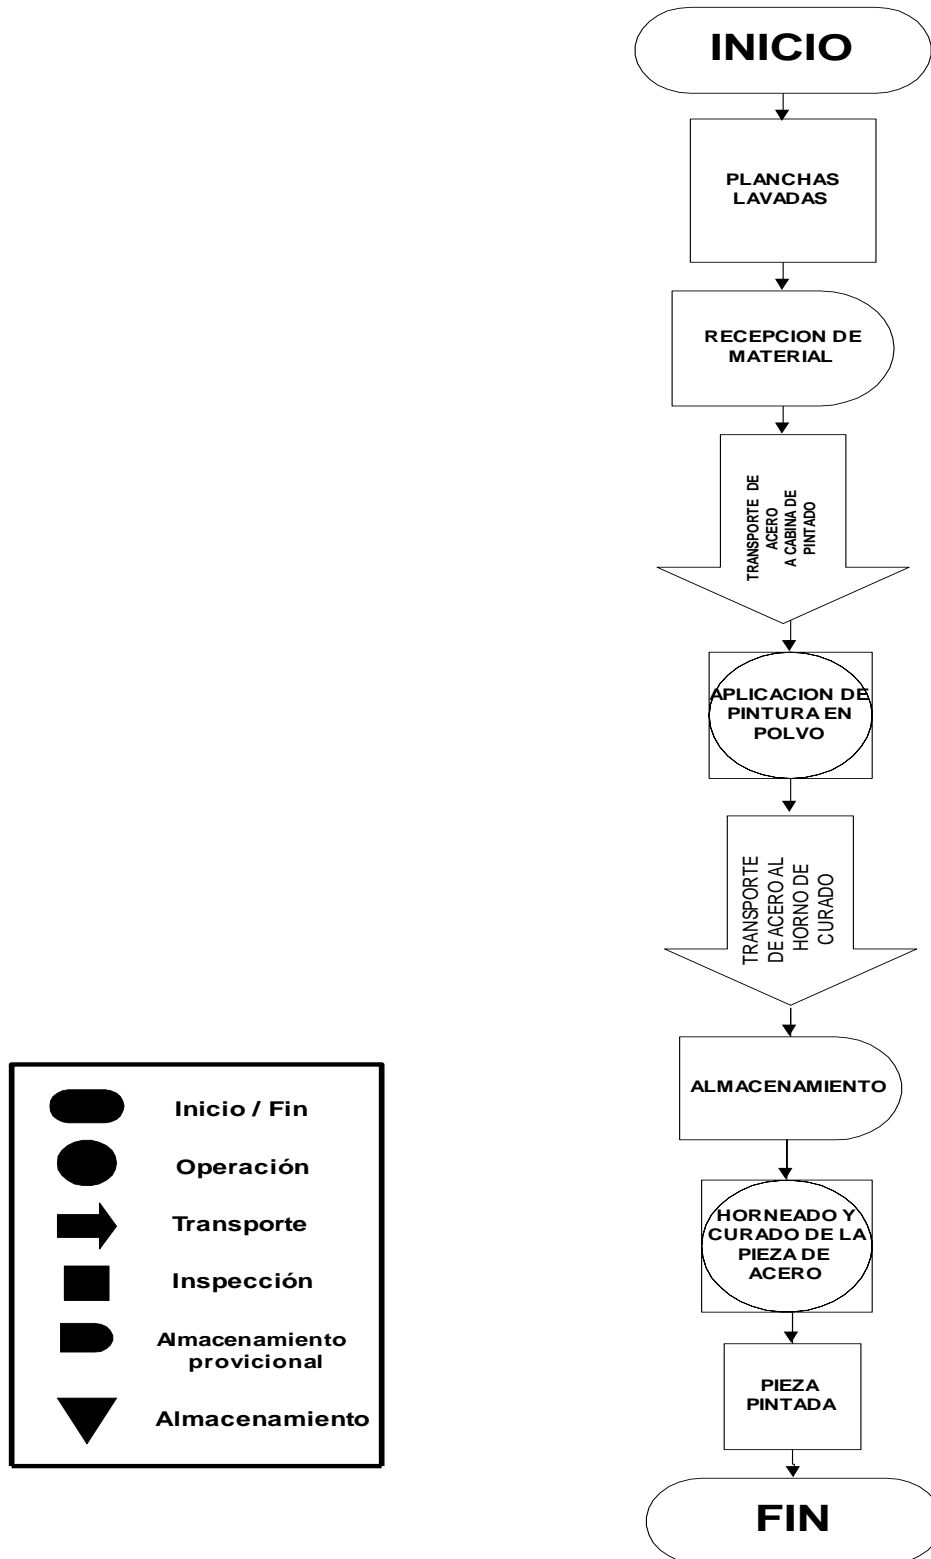 INICIO
PLANCHAS
LAVADAS
RECEPCION DE
MATERIAL
TRANSPORTE DE
ACERO
A CABINA DE
PINTADO
APLICACION DE
PINTURA EN
POLVO
TRANSPORTE
DE ACERO AL
HORNO DE
CURADO
ALMACENAMIENTO
HORNEADO Y
CURADO DE LA
PIEZA DE
ACERO
PIEZA
PINTADA
FIN
Inicio / Fin
Operación
Transporte
Inspección
Almacenamiento
provicional
Almacenamiento